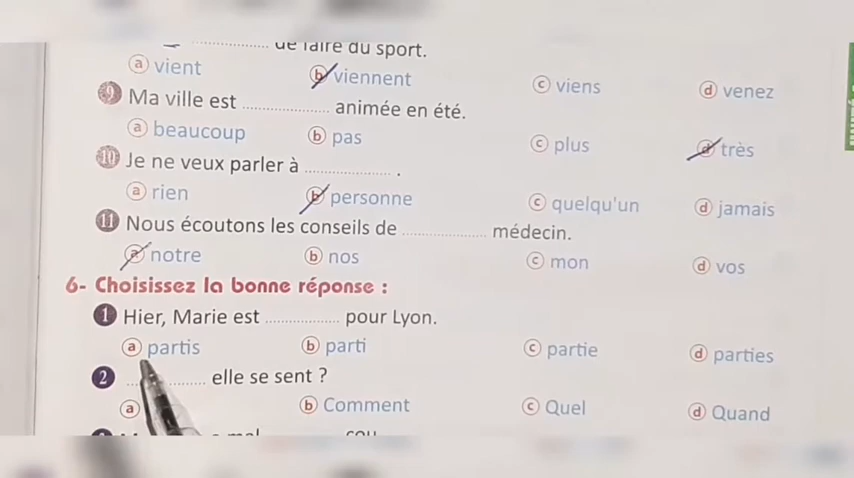 de faire du sport.
a vient b viennent c viens d venez
9 Ma ville est .................. animée en été.
a beaucoup b pas c plus d très
10 Je ne veux parler à .................. .
a rien b personne c quelqu'un d jamais
11 Nous écoutons les conseils de .................. médecin.
a notre b nos c mon d vos
6- Choisissez la bonne réponse :
1 Hier, Marie est .................. pour Lyon.
a partis b parti c partie d parties
2 .................. elle se sent ?
a b Comment c Quel d Quand